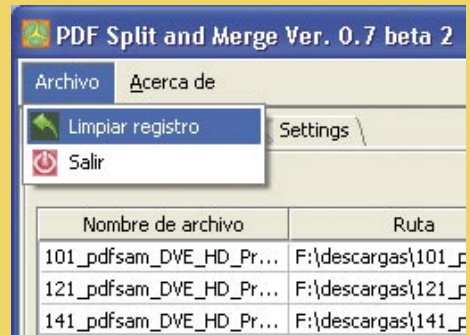 PDF Split and Merge Ver. 0.7 beta 2
Archivo Acerca de
Limpiar registro Settings
Salir
Nombre de archivo Ruta
101_pdfsam_DVE_HD_Pr... F:\descargas\101_p
121_pdfsam_DVE_HD_Pr... F:\descargas\121_p
141_pdfsam_DVE_HD_Pr... F:\descargas\141_p